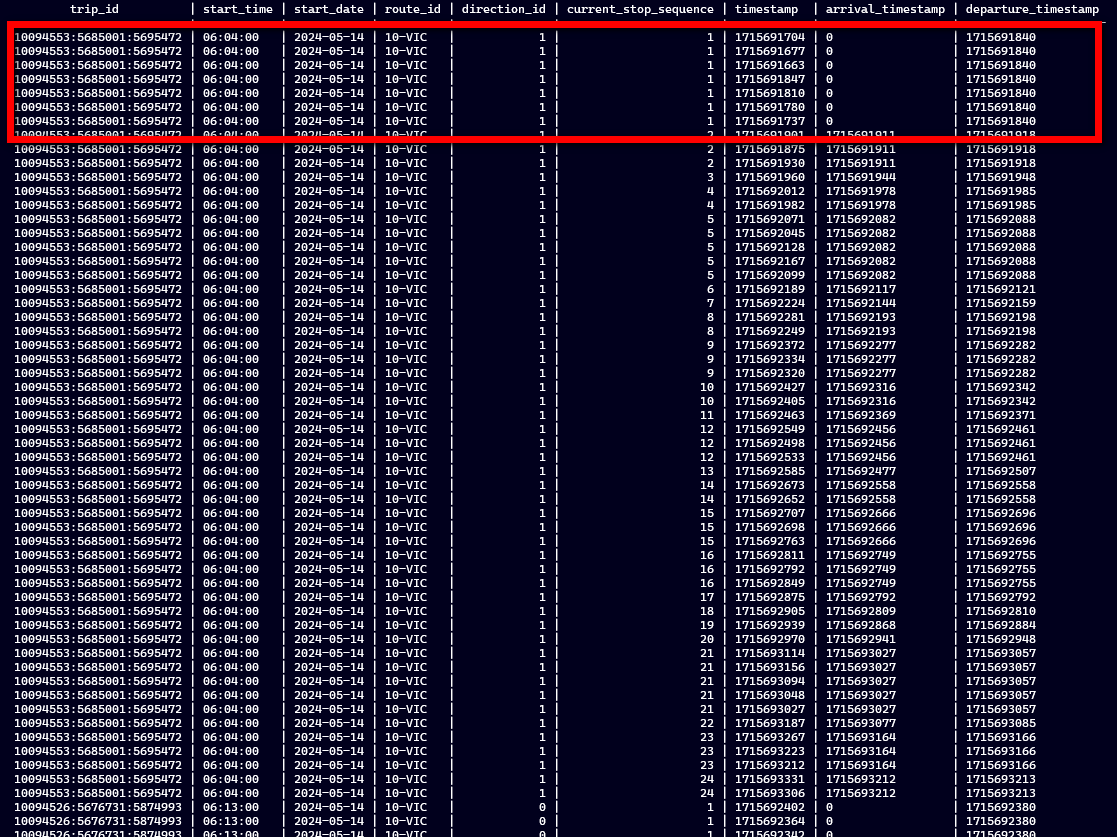 trip_id | start_time | start_date | route_id | direction_id | current_stop_sequence | timestamp | arrival_timestamp | departure_timestamp
10094553:5685001:5695472 | 06:04:00 | 2024-05-14 | 10-VIC | 1 | 1 | 1715691704 | 0 | 1715691840
10094553:5685001:5695472 | 06:04:00 | 2024-05-14 | 10-VIC | 1 | 1 | 1715691677 | 0 | 1715691840
10094553:5685001:5695472 | 06:04:00 | 2024-05-14 | 10-VIC | 1 | 1 | 1715691663 | 0 | 1715691840
10094553:5685001:5695472 | 06:04:00 | 2024-05-14 | 10-VIC | 1 | 1 | 1715691847 | 0 | 1715691840
10094553:5685001:5695472 | 06:04:00 | 2024-05-14 | 10-VIC | 1 | 1 | 1715691810 | 0 | 1715691840
10094553:5685001:5695472 | 06:04:00 | 2024-05-14 | 10-VIC | 1 | 1 | 1715691780 | 0 | 1715691840
10094553:5685001:5695472 | 06:04:00 | 2024-05-14 | 10-VIC | 1 | 1 | 1715691737 | 0 | 1715691840
10094553:5685001:5695472 | 06:04:00 | 2024-05-14 | 10-VIC | 1 | 2 | 1715691901 | 1715691911 | 1715691918
10094553:5685001:5695472 | 06:04:00 | 2024-05-14 | 10-VIC | 1 | 2 | 1715691875 | 1715691911 | 1715691918
10094553:5685001:5695472 | 06:04:00 | 2024-05-14 | 10-VIC | 1 | 2 | 1715691930 | 1715691911 | 1715691918
10094553:5685001:5695472 | 06:04:00 | 2024-05-14 | 10-VIC | 1 | 3 | 1715691960 | 1715691944 | 1715691948
10094553:5685001:5695472 | 06:04:00 | 2024-05-14 | 10-VIC | 1 | 4 | 1715692012 | 1715691978 | 1715691985
10094553:5685001:5695472 | 06:04:00 | 2024-05-14 | 10-VIC | 1 | 4 | 1715691982 | 1715691978 | 1715691985
10094553:5685001:5695472 | 06:04:00 | 2024-05-14 | 10-VIC | 1 | 5 | 1715692071 | 1715692082 | 1715692088
10094553:5685001:5695472 | 06:04:00 | 2024-05-14 | 10-VIC | 1 | 5 | 1715692045 | 1715692082 | 1715692088
10094553:5685001:5695472 | 06:04:00 | 2024-05-14 | 10-VIC | 1 | 5 | 1715692128 | 1715692082 | 1715692088
10094553:5685001:5695472 | 06:04:00 | 2024-05-14 | 10-VIC | 1 | 5 | 1715692167 | 1715692082 | 1715692088
10094553:5685001:5695472 | 06:04:00 | 2024-05-14 | 10-VIC | 1 | 5 | 1715692099 | 1715692082 | 1715692088
10094553:5685001:5695472 | 06:04:00 | 2024-05-14 | 10-VIC | 1 | 6 | 1715692189 | 1715692117 | 1715692121
10094553:5685001:5695472 | 06:04:00 | 2024-05-14 | 10-VIC | 1 | 7 | 1715692224 | 1715692144 | 1715692159
10094553:5685001:5695472 | 06:04:00 | 2024-05-14 | 10-VIC | 1 | 8 | 1715692281 | 1715692193 | 1715692198
10094553:5685001:5695472 | 06:04:00 | 2024-05-14 | 10-VIC | 1 | 8 | 1715692249 | 1715692193 | 1715692198
10094553:5685001:5695472 | 06:04:00 | 2024-05-14 | 10-VIC | 1 | 9 | 1715692372 | 1715692277 | 1715692282
10094553:5685001:5695472 | 06:04:00 | 2024-05-14 | 10-VIC | 1 | 9 | 1715692334 | 1715692277 | 1715692282
10094553:5685001:5695472 | 06:04:00 | 2024-05-14 | 10-VIC | 1 | 9 | 1715692320 | 1715692277 | 1715692282
10094553:5685001:5695472 | 06:04:00 | 2024-05-14 | 10-VIC | 1 | 10 | 1715692427 | 1715692316 | 1715692342
10094553:5685001:5695472 | 06:04:00 | 2024-05-14 | 10-VIC | 1 | 10 | 1715692405 | 1715692316 | 1715692342
10094553:5685001:5695472 | 06:04:00 | 2024-05-14 | 10-VIC | 1 | 11 | 1715692463 | 1715692369 | 1715692371
10094553:5685001:5695472 | 06:04:00 | 2024-05-14 | 10-VIC | 1 | 12 | 1715692549 | 1715692456 | 1715692461
10094553:5685001:5695472 | 06:04:00 | 2024-05-14 | 10-VIC | 1 | 12 | 1715692498 | 1715692456 | 1715692461
10094553:5685001:5695472 | 06:04:00 | 2024-05-14 | 10-VIC | 1 | 12 | 1715692533 | 1715692456 | 1715692461
10094553:5685001:5695472 | 06:04:00 | 2024-05-14 | 10-VIC | 1 | 13 | 1715692585 | 1715692477 | 1715692507
10094553:5685001:5695472 | 06:04:00 | 2024-05-14 | 10-VIC | 1 | 14 | 1715692673 | 1715692558 | 1715692558
10094553:5685001:5695472 | 06:04:00 | 2024-05-14 | 10-VIC | 1 | 14 | 1715692652 | 1715692558 | 1715692558
10094553:5685001:5695472 | 06:04:00 | 2024-05-14 | 10-VIC | 1 | 15 | 1715692707 | 1715692666 | 1715692696
10094553:5685001:5695472 | 06:04:00 | 2024-05-14 | 10-VIC | 1 | 15 | 1715692698 | 1715692666 | 1715692696
10094553:5685001:5695472 | 06:04:00 | 2024-05-14 | 10-VIC | 1 | 15 | 1715692763 | 1715692666 | 1715692696
10094553:5685001:5695472 | 06:04:00 | 2024-05-14 | 10-VIC | 1 | 16 | 1715692811 | 1715692749 | 1715692755
10094553:5685001:5695472 | 06:04:00 | 2024-05-14 | 10-VIC | 1 | 16 | 1715692792 | 1715692749 | 1715692755
10094553:5685001:5695472 | 06:04:00 | 2024-05-14 | 10-VIC | 1 | 16 | 1715692849 | 1715692749 | 1715692755
10094553:5685001:5695472 | 06:04:00 | 2024-05-14 | 10-VIC | 1 | 17 | 1715692875 | 1715692792 | 1715692792
10094553:5685001:5695472 | 06:04:00 | 2024-05-14 | 10-VIC | 1 | 18 | 1715692905 | 1715692809 | 1715692810
10094553:5685001:5695472 | 06:04:00 | 2024-05-14 | 10-VIC | 1 | 19 | 1715692939 | 1715692868 | 1715692884
10094553:5685001:5695472 | 06:04:00 | 2024-05-14 | 10-VIC | 1 | 20 | 1715692970 | 1715692941 | 1715692948
10094553:5685001:5695472 | 06:04:00 | 2024-05-14 | 10-VIC | 1 | 21 | 1715693114 | 1715693027 | 1715693057
10094553:5685001:5695472 | 06:04:00 | 2024-05-14 | 10-VIC | 1 | 21 | 1715693156 | 1715693027 | 1715693057
10094553:5685001:5695472 | 06:04:00 | 2024-05-14 | 10-VIC | 1 | 21 | 1715693094 | 1715693027 | 1715693057
10094553:5685001:5695472 | 06:04:00 | 2024-05-14 | 10-VIC | 1 | 21 | 1715693048 | 1715693027 | 1715693057
10094553:5685001:5695472 | 06:04:00 | 2024-05-14 | 10-VIC | 1 | 21 | 1715693027 | 1715693027 | 1715693057
10094553:5685001:5695472 | 06:04:00 | 2024-05-14 | 10-VIC | 1 | 22 | 1715693187 | 1715693077 | 1715693085
10094553:5685001:5695472 | 06:04:00 | 2024-05-14 | 10-VIC | 1 | 23 | 1715693267 | 1715693164 | 1715693166
10094553:5685001:5695472 | 06:04:00 | 2024-05-14 | 10-VIC | 1 | 23 | 1715693223 | 1715693164 | 1715693166
10094553:5685001:5695472 | 06:04:00 | 2024-05-14 | 10-VIC | 1 | 23 | 1715693212 | 1715693164 | 1715693166
10094553:5685001:5695472 | 06:04:00 | 2024-05-14 | 10-VIC | 1 | 24 | 1715693331 | 1715693212 | 1715693213
10094553:5685001:5695472 | 06:04:00 | 2024-05-14 | 10-VIC | 1 | 24 | 1715693306 | 1715693212 | 1715693213
10094526:5676731:5874993 | 06:13:00 | 2024-05-14 | 10-VIC | 0 | 1 | 1715692402 | 0 | 1715692380
10094526:5676731:5874993 | 06:13:00 | 2024-05-14 | 10-VIC | 0 | 1 | 1715692364 | 0 | 1715692380
10094526:5676731:5874993 | 06:13:00 | 2024-05-14 | 10-VIC | 0 | 1 | 1715692342 | 0 | 1715692380